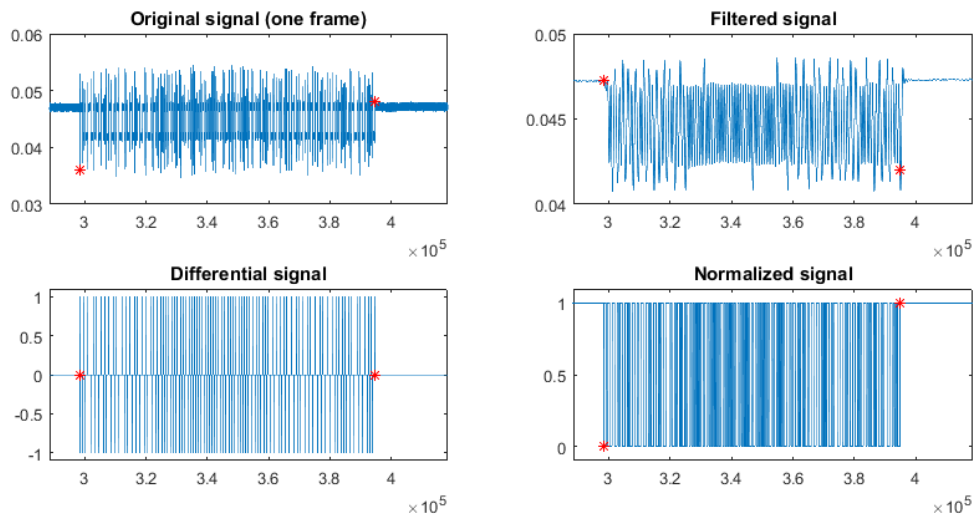 Original signal (one frame)
0.06
0.05
0.04
0.03
3 3.2 3.4 3.6 3.8 4
×10^5
Filtered signal
0.05
0.045
0.04
3 3.2 3.4 3.6 3.8 4
×10^5
Differential signal
1
0.5
0
-0.5
-1
3 3.2 3.4 3.6 3.8 4
×10^5
Normalized signal
1
0.5
0
3 3.2 3.4 3.6 3.8 4
×10^5